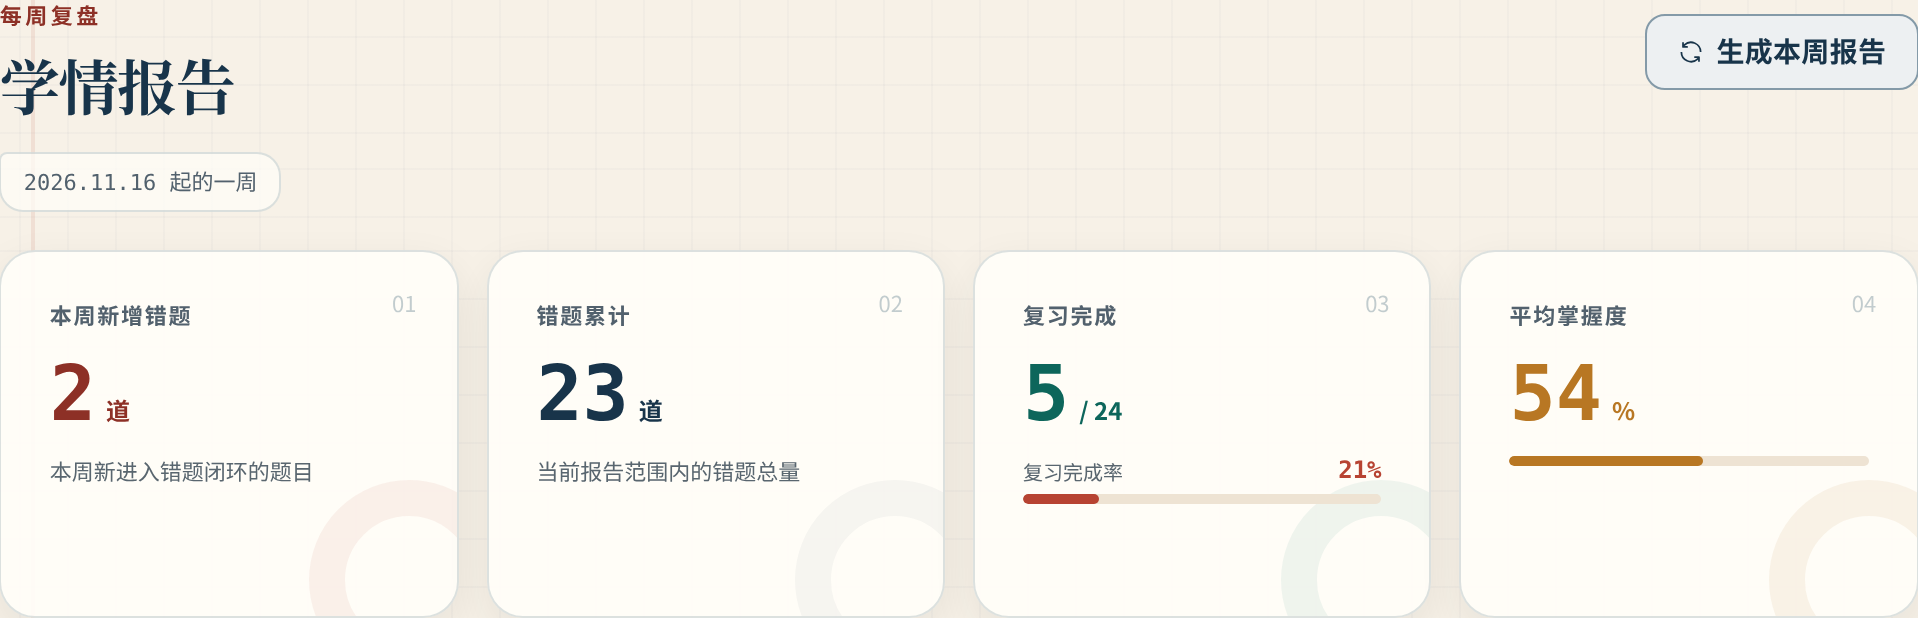 每周复盘
学情报告
生成本周报告
2026.11.16 起的一周
本周新增错题
01
2 道
本周新进入错题闭环的题目
错题累计
02
23 道
当前报告范围内的错题总量
复习完成
03
5 / 24
复习完成率
21%
平均掌握度
04
54 %